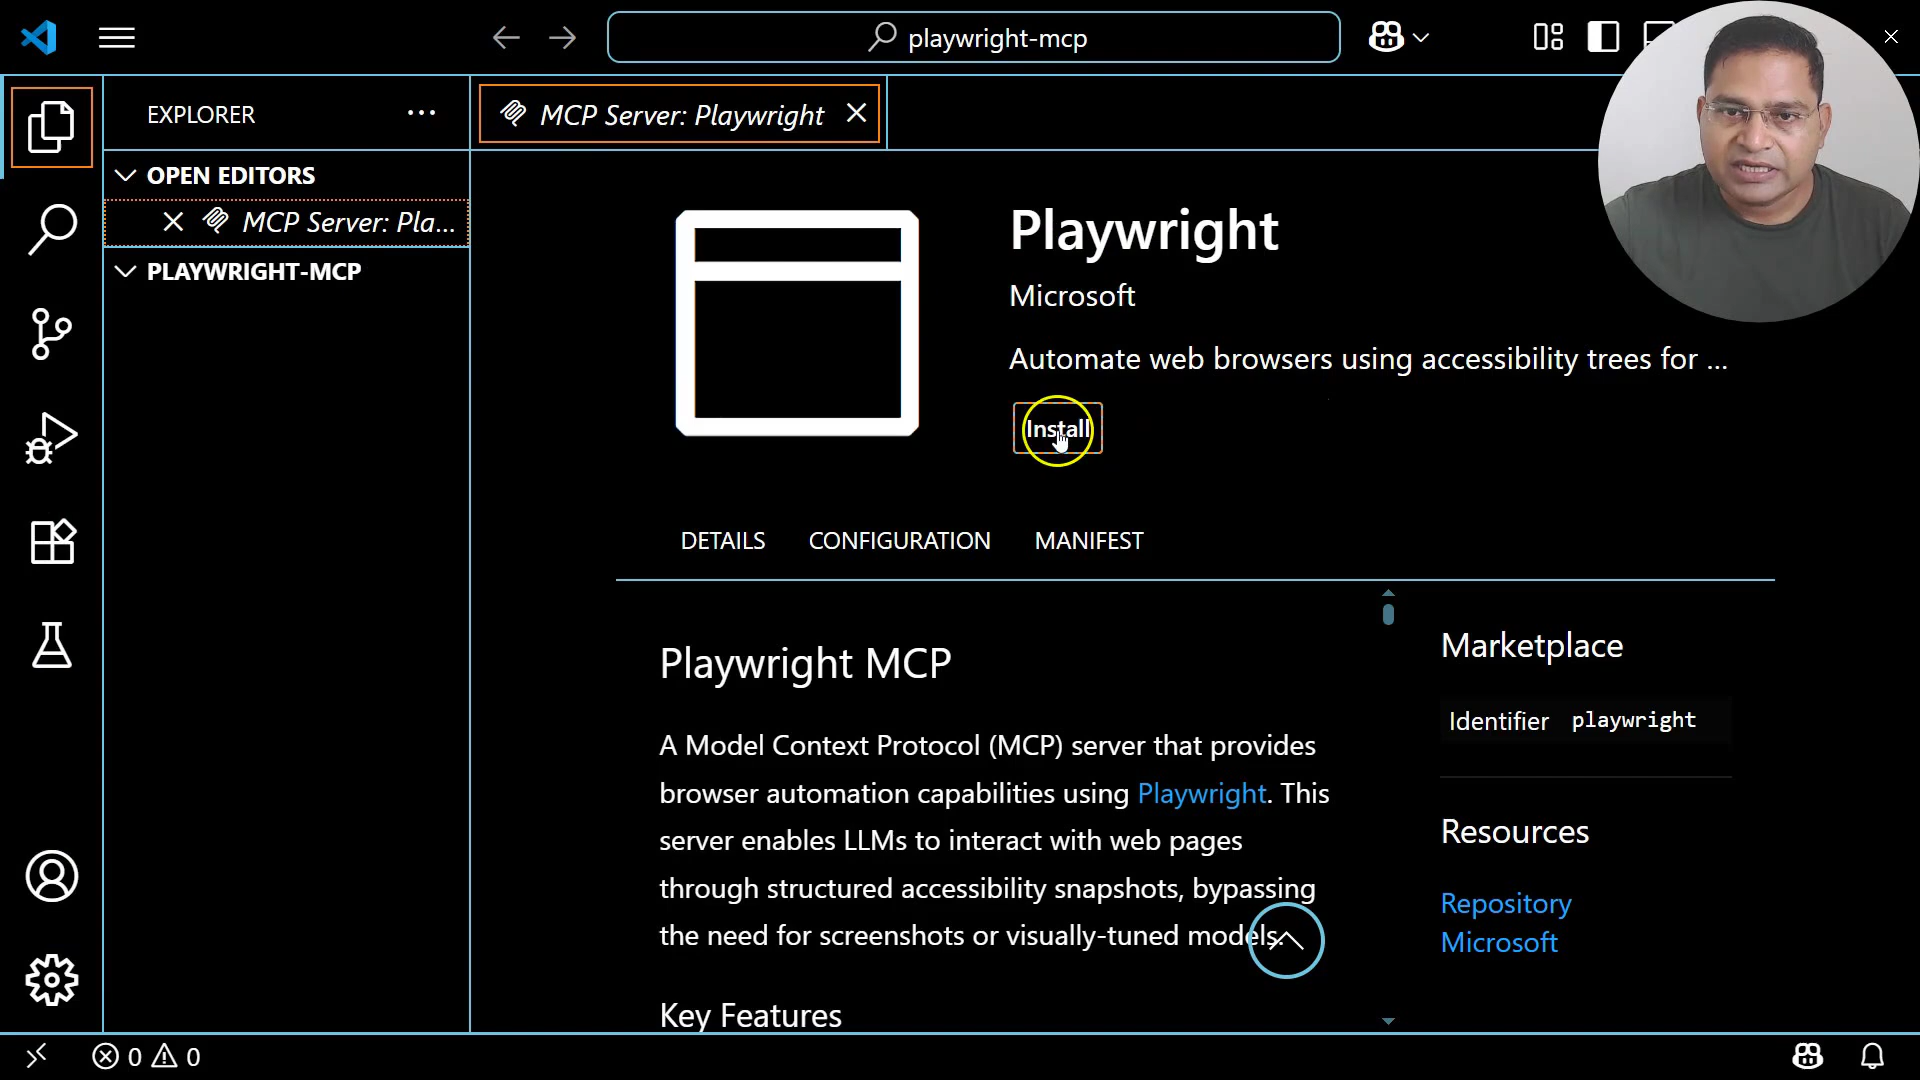 playwright-mcp
EXPLORER
MCP Server: Playwright
OPEN EDITORS
MCP Server: Pla...
PLAYWRIGHT-MCP
Playwright
Microsoft
Automate web browsers using accessibility trees for ...
Install
DETAILS CONFIGURATION MANIFEST
Playwright MCP
A Model Context Protocol (MCP) server that provides
browser automation capabilities using Playwright. This
server enables LLMs to interact with web pages
through structured accessibility snapshots, bypassing
the need for screenshots or visually-tuned models.
Key Features
Marketplace
Identifier playwright
Resources
Repository
Microsoft
0 0